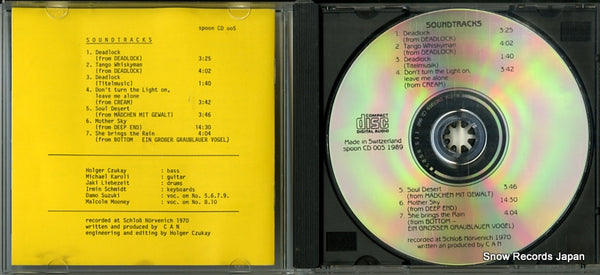 spoon CD 005
SOUNDTRACKS
1. Deadlock
(from DEADLOCK) 3:25
2. Tango Whiskyman
(from DEADLOCK) 4:02
3. Deadlock
(Titelmusic) 1:40
4. Don't turn the Light on,
leave me alone
(from CREAM) 3:42
5. Soul Desert
(from MÄDCHEN MIT GEWALT) 3:46
6. Mother Sky
(from DEEP END) 14:30
7. She brings the Rain 4:04
(from BOTTOM EIN GROßER GRAUBLAUER VOGEL)
Holger Czukay : bass
Michael Karoli : guitar
Jaki Liebezeit : drums
Irmin Schmidt : keyboards
Damo Suzuki : voc. on No. 5.6.7.9.
Malcolm Mooney : voc. on No. 8.10
recorded at Schloß Nörvenich 1970
written and produced by C A N
engineering and editing by Holger Czukay
SOUNDTRACKS
1. Deadlock 3:25
(from DEADLOCK)
2. Tango Whiskyman 4:02
(from DEADLOCK)
3. Deadlock 1:40
(Titelmusik)
4. Don't turn the Light on, 3:42
leave me alone
(from CREAM)
COMPACT
disc
DIGITAL AUDIO
Made in Switzerland
spoon CD 005 1989
5. Soul Desert 3:46
(from MÄDCHEN MIT GEWALT)
6. Mother Sky 14:30
(from DEEP END)
7. She brings the Rain 4:04
(from BOTTOM –
EIN GROSSER GRAUBLAUER VOGEL)
recorded at Schloß Nörvenich 1970
written and produced by C A N
Snow Records Japan
www.snowrecords.jp